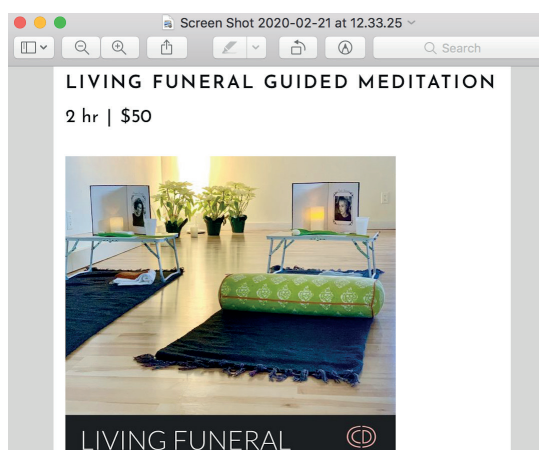 Screen Shot 2020-02-21 at 12.33.25
Search
LIVING FUNERAL GUIDED MEDITATION
2 hr | $50
LIVING FUNERAL
CD